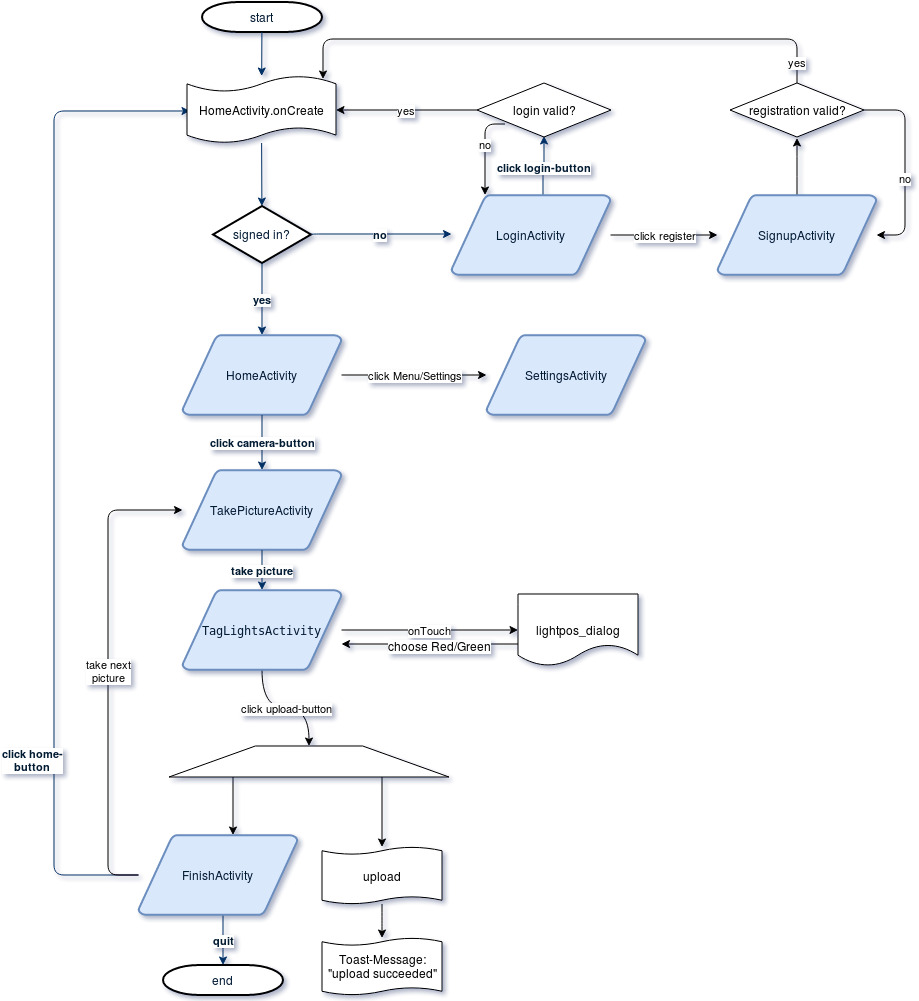 start
yes
HomeActivity.onCreate
yes
login valid?
registration valid?
no
click login-button
no
signed in?
no
LoginActivity
click register
SignupActivity
yes
HomeActivity
click Menu/Settings
SettingsActivity
click camera-button
TakePictureActivity
take picture
TagLightsActivity
onTouch
choose Red/Green
lightpos_dialog
take next
picture
click upload-button
click home-
button
FinishActivity
upload
quit
Toast-Message:
"upload succeeded"
end